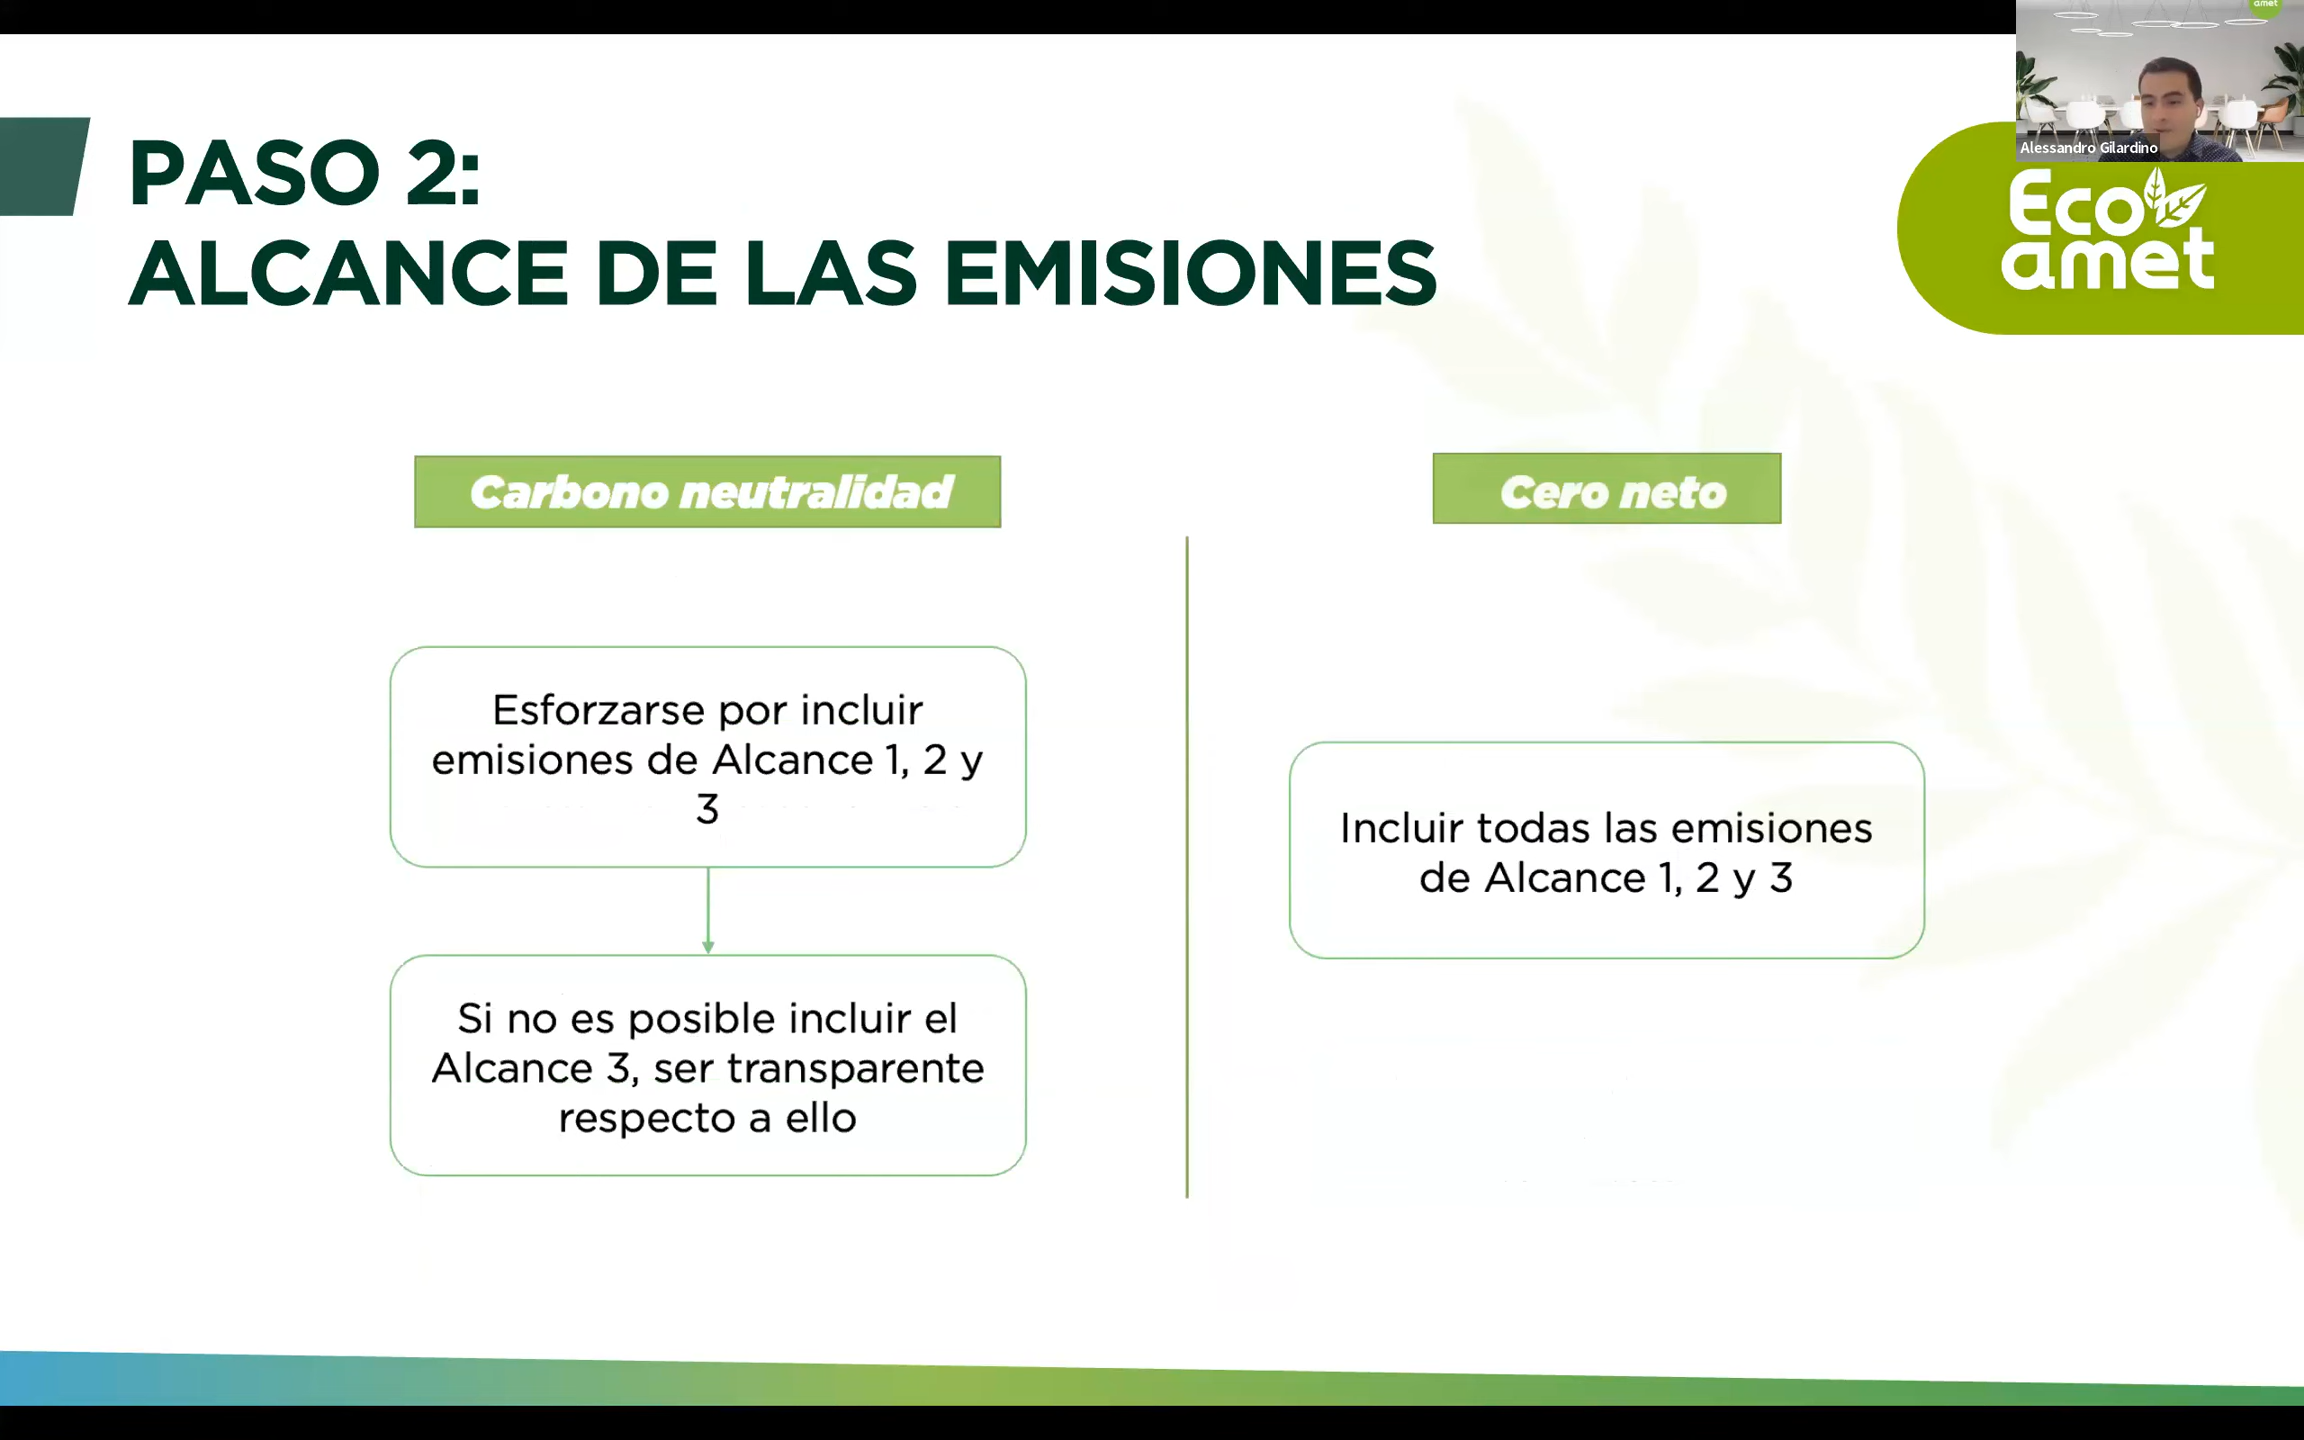 amet
Alessandro Gilardino
Eco
amet
PASO 2:
ALCANCE DE LAS EMISIONES
Carbono neutralidad
Cero neto
Esforzarse por incluir
emisiones de Alcance 1, 2 y
3
Si no es posible incluir el
Alcance 3, ser transparente
respecto a ello
Incluir todas las emisiones
de Alcance 1, 2 y 3